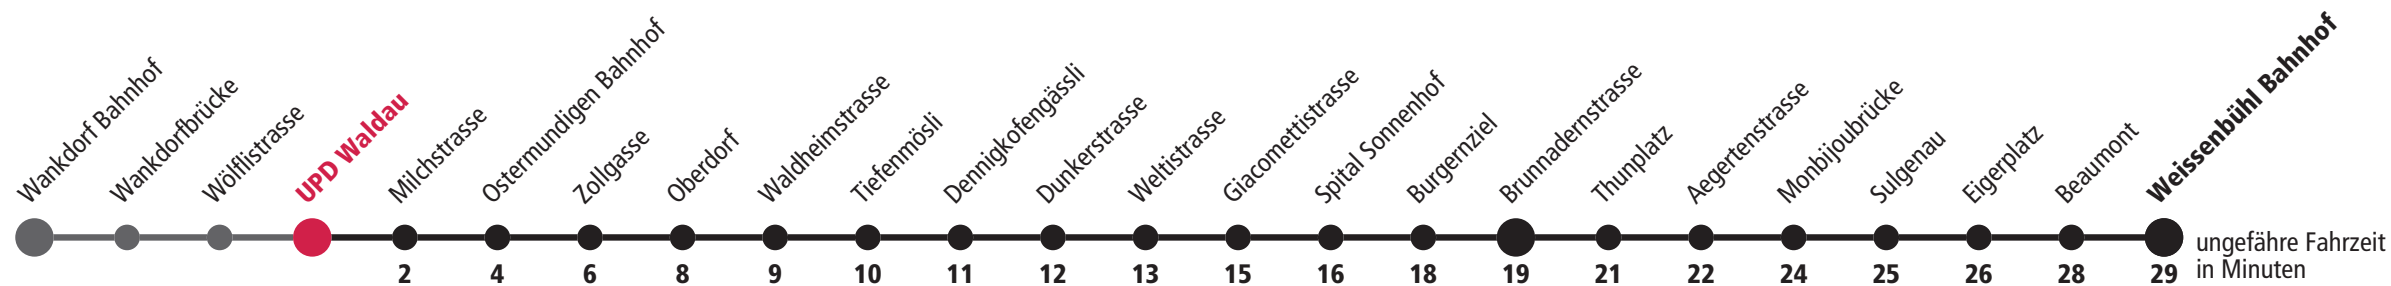 Wankdorf Bahnhof
Wankdorfbrücke
Wölflistrasse
UPD Waldau
Milchstrasse
Ostermundigen Bahnhof
Zollgasse
Oberdorf
Waldheimstrasse
Tiefenmösli
Dennigkofengässli
Dunkerstrasse
Weltistrasse
Giacomettistrasse
Spital Sonnenhof
Burgernziel
Brunnadernstrasse
Thunplatz
Aegertenstrasse
Monbijoubrücke
Sulgenau
Eigerplatz
Beaumont
Weissenbühl Bahnhof
2 4 6 8 9 10 11 12 13 15 16 18 19 21 22 24 25 26 28 29
ungefähre Fahrzeit
in Minuten